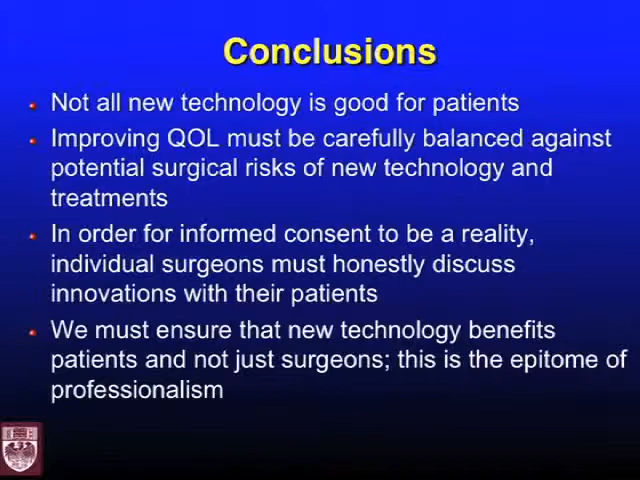 Conclusions
Not all new technology is good for patients
Improving QOL must be carefully balanced against
potential surgical risks of new technology and
treatments
In order for informed consent to be a reality,
individual surgeons must honestly discuss
innovations with their patients
We must ensure that new technology benefits
patients and not just surgeons; this is the epitome of
professionalism